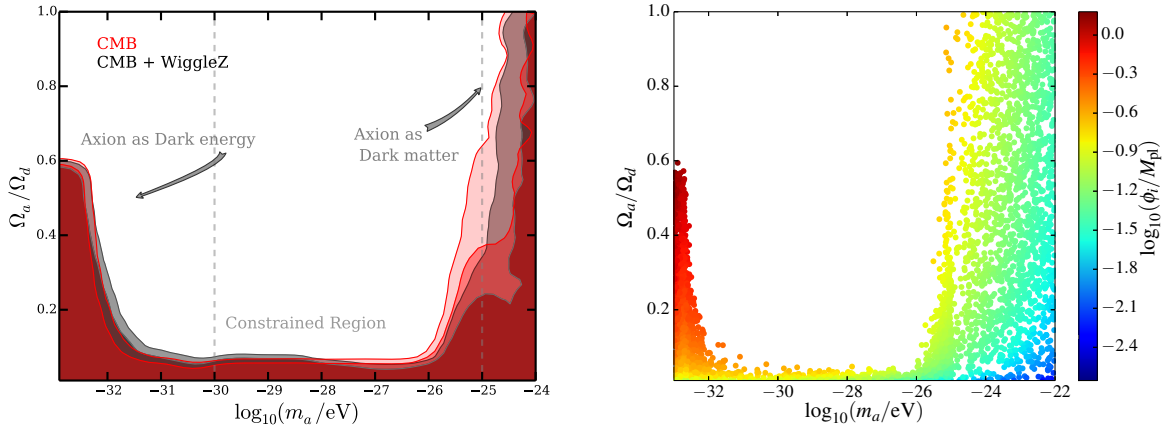 1.0
0.8
0.6
0.4
0.2
Ω_a/Ω_d
CMB
CMB + WiggleZ
Axion as Dark energy
Axion as
Dark matter
Constrained Region
−32 −31 −30 −29 −28 −27 −26 −25 −24
log₁₀(m_a/eV)
1.0
0.8
0.6
0.4
0.2
Ω_a/Ω_d
−32 −30 −28 −26 −24 −22
log₁₀(m_a/eV)
0.0
−0.3
−0.6
−0.9
−1.2
−1.5
−1.8
−2.1
−2.4
log₁₀(ϕ_i/M_pl)